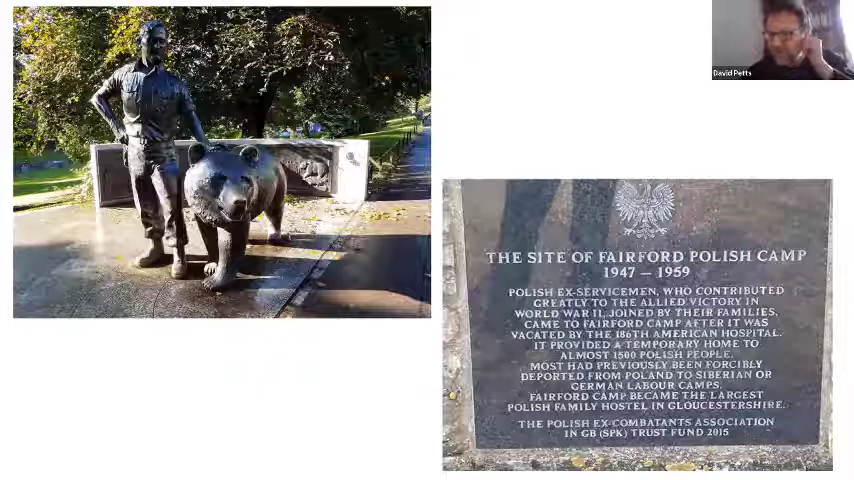 David Petts
THE SITE OF FAIRFORD POLISH CAMP
1947 – 1959
POLISH EX-SERVICEMEN, WHO CONTRIBUTED
GREATLY TO THE ALLIED VICTORY IN
WORLD WAR II, JOINED BY THEIR FAMILIES,
CAME TO FAIRFORD CAMP AFTER IT WAS
VACATED BY THE 186TH AMERICAN HOSPITAL.
IT PROVIDED A TEMPORARY HOME TO
ALMOST 1500 POLISH PEOPLE.
MOST HAD PREVIOUSLY BEEN FORCIBLY
DEPORTED FROM POLAND TO SIBERIAN OR
GERMAN LABOUR CAMPS.
FAIRFORD CAMP BECAME THE LARGEST
POLISH FAMILY HOSTEL IN GLOUCESTERSHIRE.
THE POLISH EX-COMBATANTS ASSOCIATION
IN GB (SPK) TRUST FUND 2015